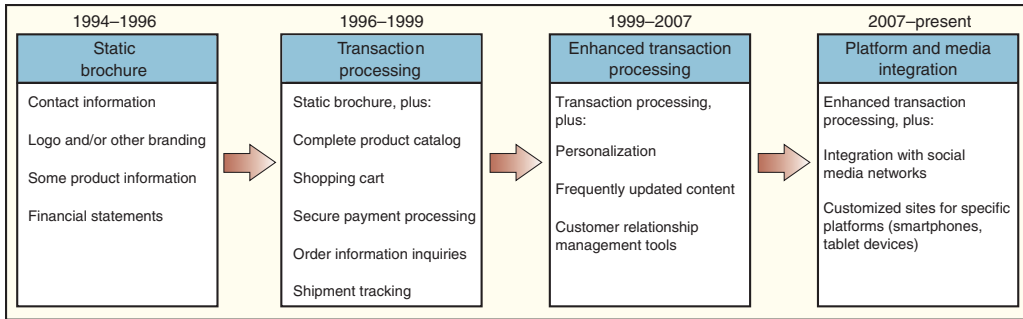 1994–1996
Static
brochure
Contact information
Logo and/or other branding
Some product information
Financial statements
1996–1999
Transaction
processing
Static brochure, plus:
Complete product catalog
Shopping cart
Secure payment processing
Order information inquiries
Shipment tracking
1999–2007
Enhanced transaction
processing
Transaction processing,
plus:
Personalization
Frequently updated content
Customer relationship
management tools
2007–present
Platform and media
integration
Enhanced transaction
processing, plus:
Integration with social
media networks
Customized sites for specific
platforms (smartphones,
tablet devices)